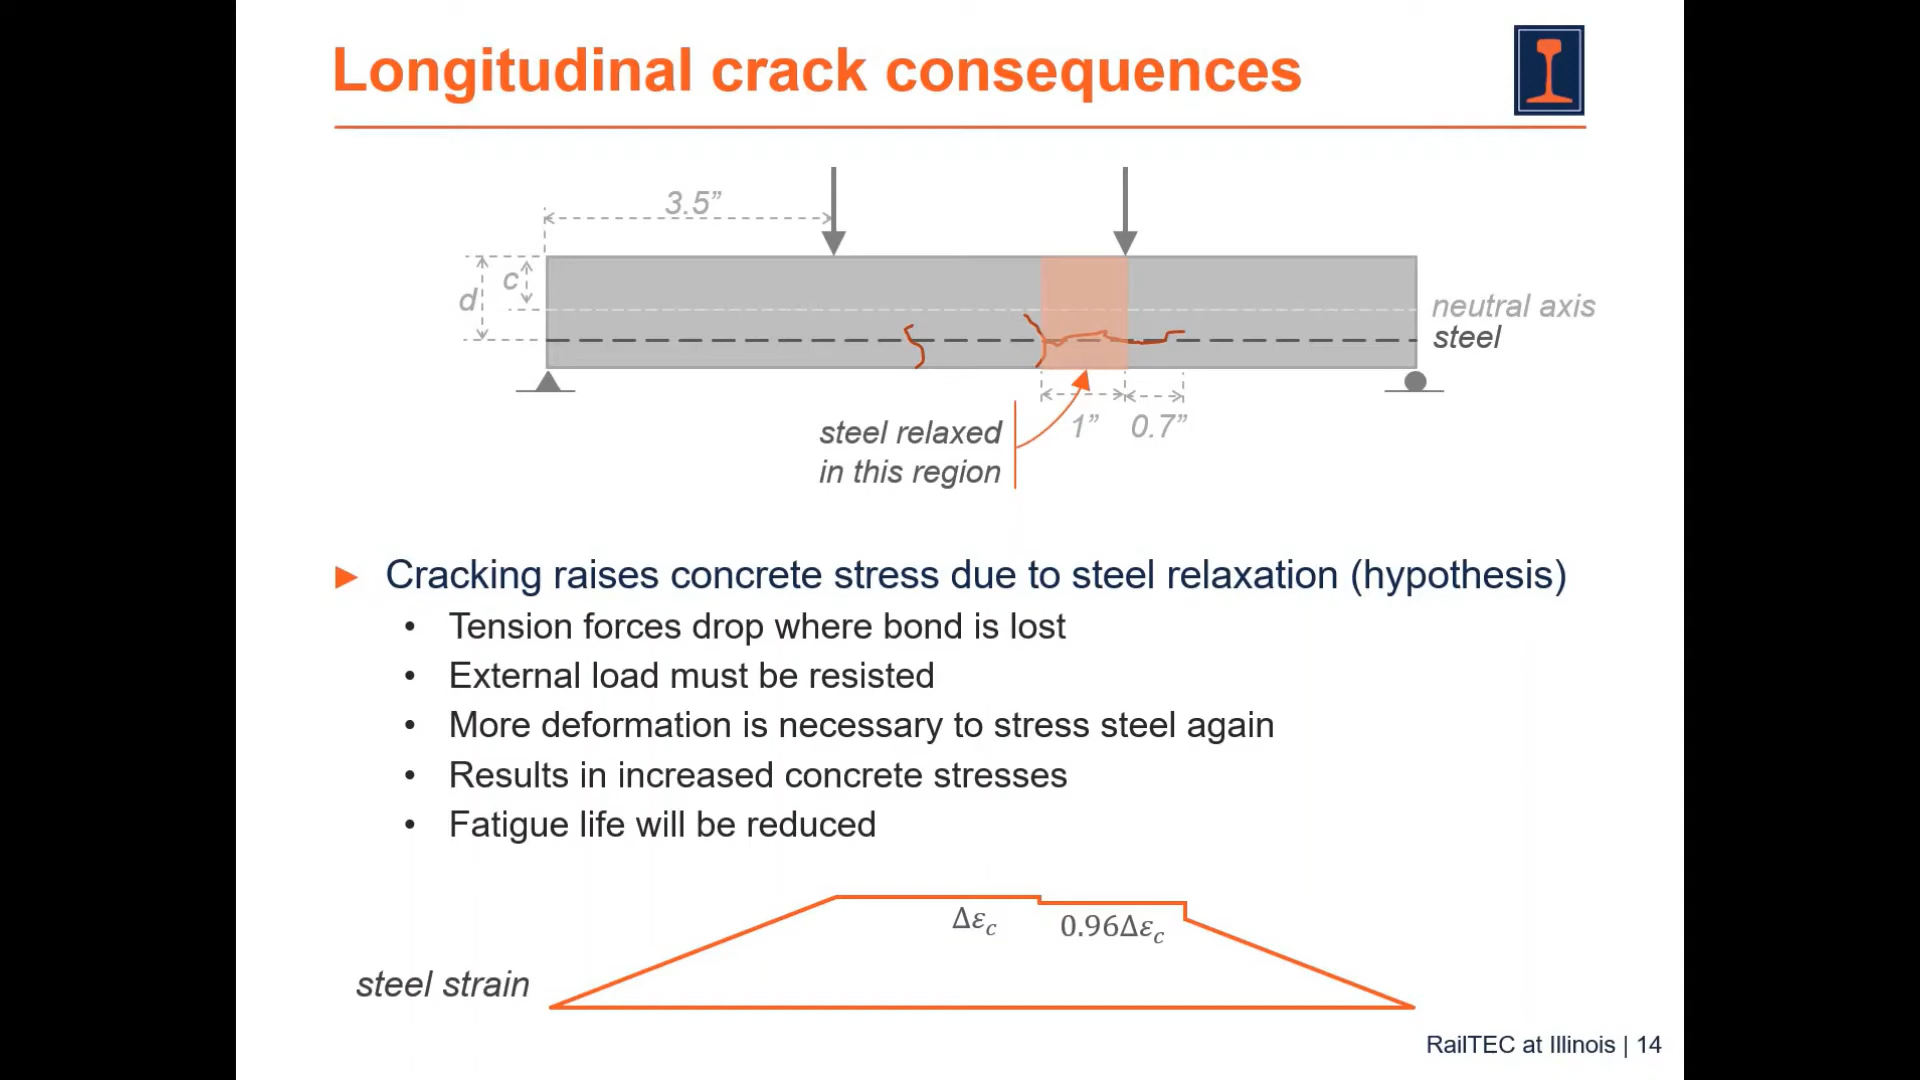 Longitudinal crack consequences
3.5”
c
d
neutral axis
steel
1”
0.7”
steel relaxed
in this region
► Cracking raises concrete stress due to steel relaxation (hypothesis)
• Tension forces drop where bond is lost
• External load must be resisted
• More deformation is necessary to stress steel again
• Results in increased concrete stresses
• Fatigue life will be reduced
Δε_c
0.96Δε_c
steel strain
RailTEC at Illinois | 14